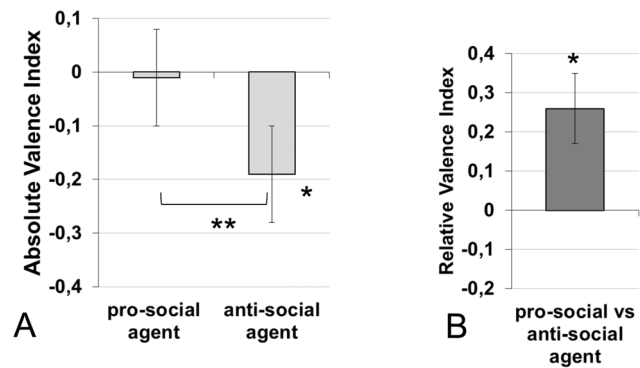 Absolute Valence Index
0,1
0
-0,1
-0,2
-0,3
-0,4
*
**
pro-social
agent
anti-social
agent
A
Relative Valence Index
0,4
0,3
0,2
0,1
0
-0,1
-0,2
*
pro-social vs
anti-social
agent
B